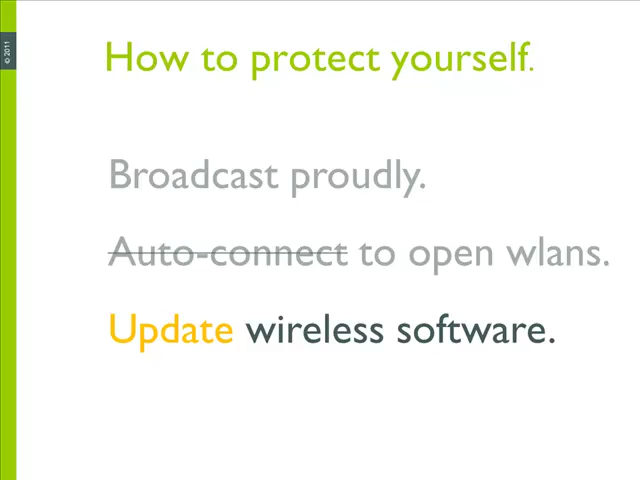 © 2011
How to protect yourself.
Broadcast proudly.
Auto-connect to open wlans.
Update wireless software.